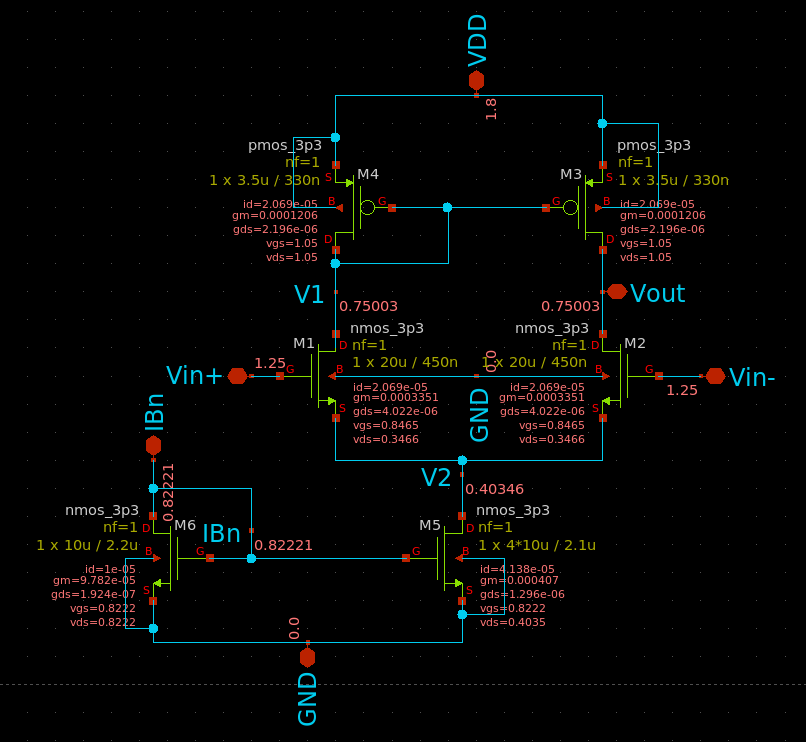 VDD
1.8
pmos_3p3
nf=1
1 x 3.5u / 330n
M4
S
B
G
D
id=2.069e-05
gm=0.0001206
gds=2.196e-06
vgs=1.05
vds=1.05
M3
pmos_3p3
nf=1
1 x 3.5u / 330n
S
G
B
D
id=2.069e-05
gm=0.0001206
gds=2.196e-06
vgs=1.05
vds=1.05
V1
0.75003
0.75003
Vout
M1
nmos_3p3
nf=1
1 x 20u / 450n
D
G
B
S
id=2.069e-05
gm=0.0003351
gds=4.022e-06
vgs=0.8465
vds=0.3466
Vin+
1.25
0.0
GND
nmos_3p3
nf=1
1 x 20u / 450n
M2
D
B
G
S
id=2.069e-05
gm=0.0003351
gds=4.022e-06
vgs=0.8465
vds=0.3466
Vin-
1.25
IBn
0.82221
V2
0.40346
nmos_3p3
nf=1
1 x 10u / 2.2u
M6
D
B
G
S
id=1e-05
gm=9.782e-05
gds=1.924e-07
vgs=0.8222
vds=0.8222
IBn
0.82221
M5
nmos_3p3
nf=1
1 x 4*10u / 2.1u
D
G
B
S
id=4.138e-05
gm=0.000407
gds=1.296e-06
vgs=0.8222
vds=0.4035
0.0
GND